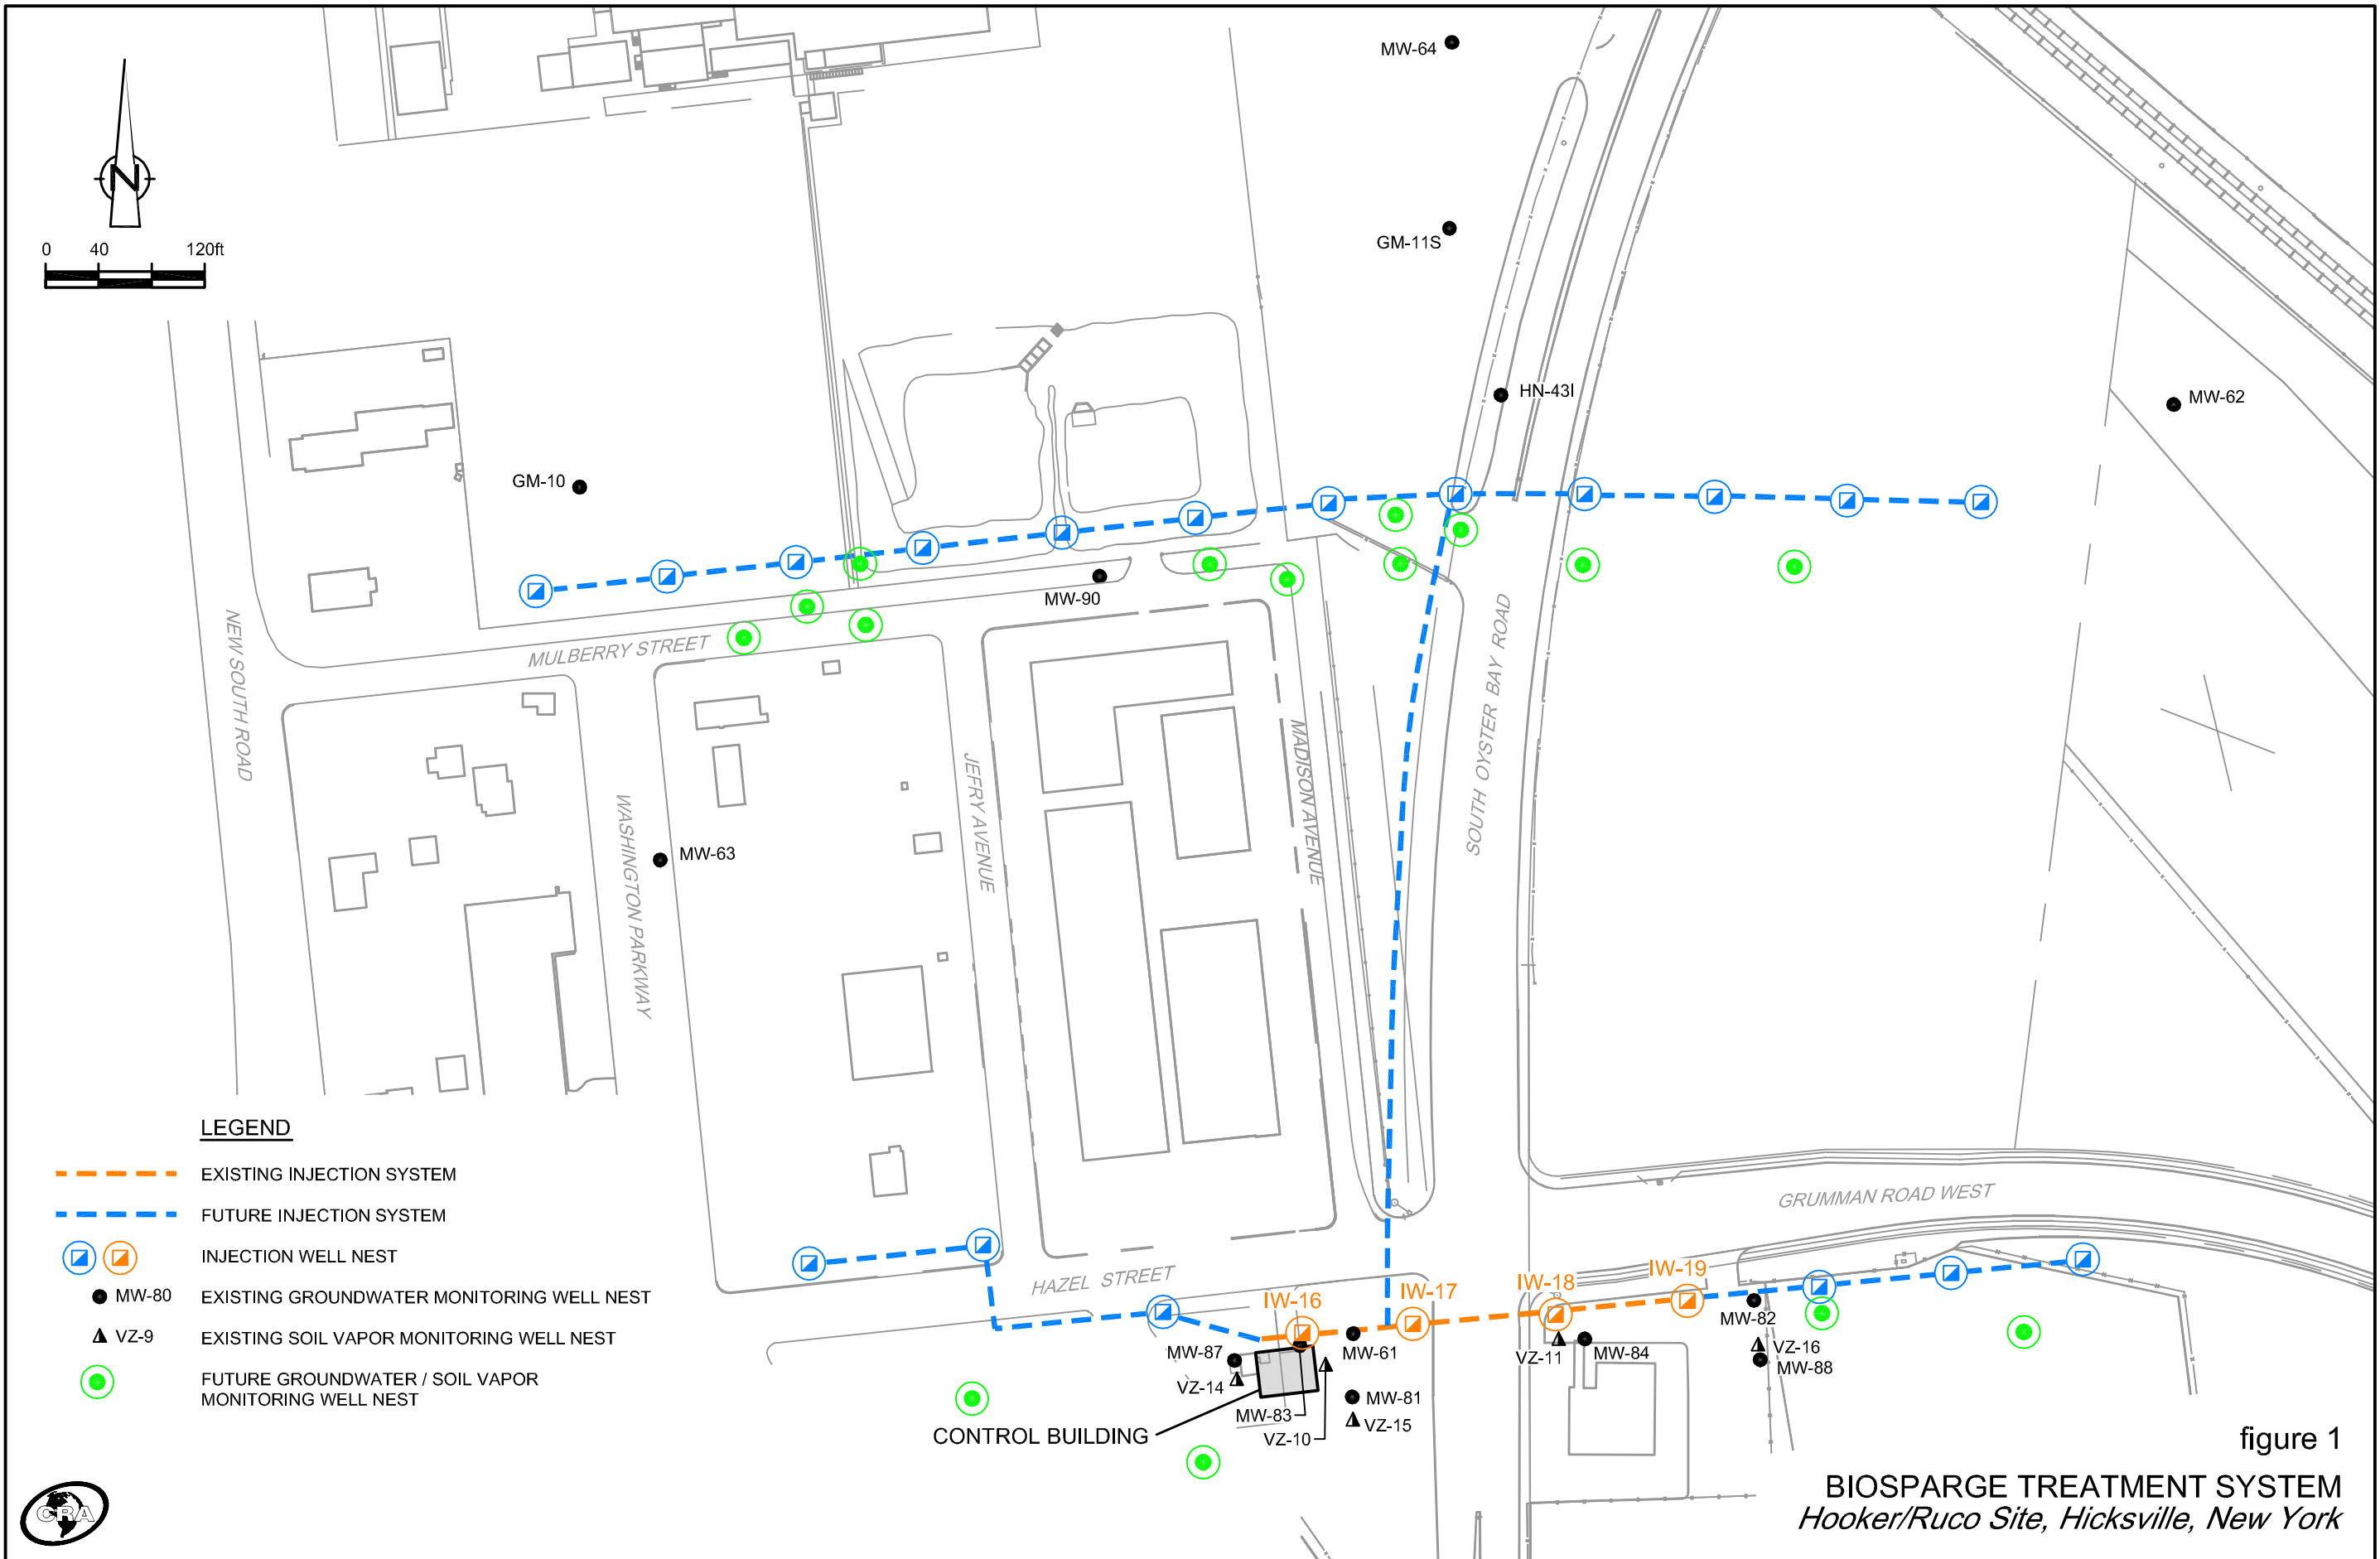 MW-64
N
0 40 120ft
GM-11S
HN-43I
MW-62
GM-10
MW-90
MULBERRY STREET
NEW SOUTH ROAD
SOUTH OYSTER BAY ROAD
MADISON AVENUE
JEFRY AVENUE
WASHINGTON PARKWAY
MW-63
LEGEND
EXISTING INJECTION SYSTEM
FUTURE INJECTION SYSTEM
INJECTION WELL NEST
MW-80 EXISTING GROUNDWATER MONITORING WELL NEST
VZ-9 EXISTING SOIL VAPOR MONITORING WELL NEST
FUTURE GROUNDWATER / SOIL VAPOR
MONITORING WELL NEST
GRUMMAN ROAD WEST
HAZEL STREET
IW-16
IW-17
IW-18
IW-19
MW-82
MW-87
MW-61
VZ-11
MW-84
VZ-16
MW-88
VZ-14
MW-81
MW-83
VZ-15
VZ-10
CONTROL BUILDING
CRA
figure 1
BIOSPARGE TREATMENT SYSTEM
Hooker/Ruco Site, Hicksville, New York